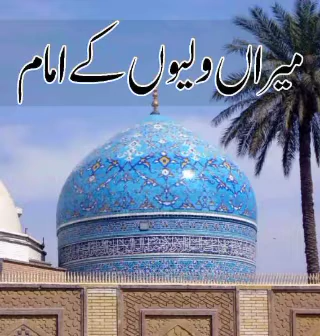 میراں ولیوں کے امام